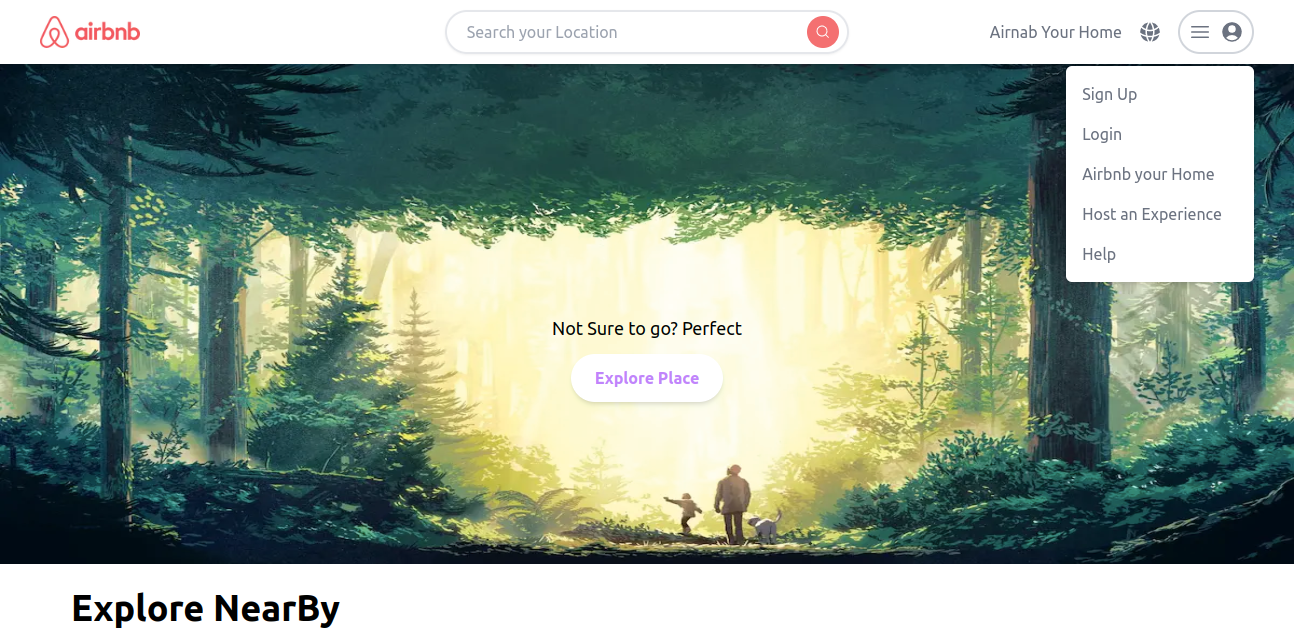 airbnb
Search your Location
Airnab Your Home
Sign Up
Login
Airbnb your Home
Host an Experience
Help
Not Sure to go? Perfect
Explore Place
Explore NearBy